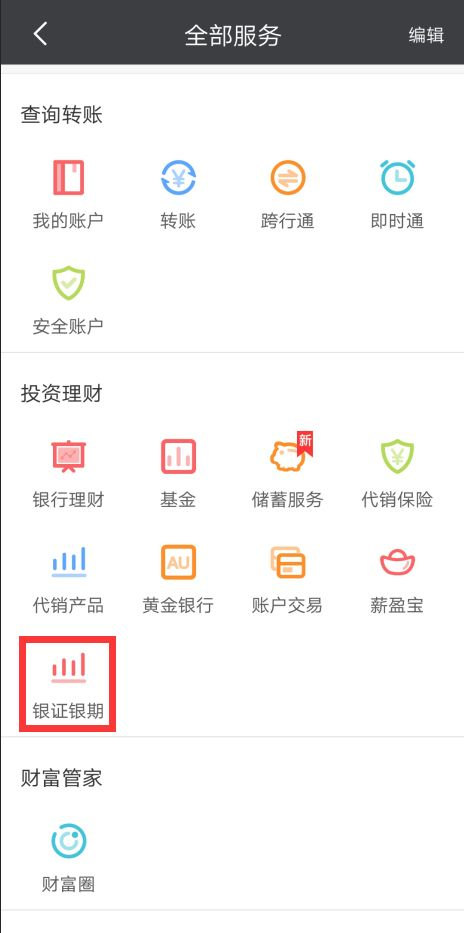 全部服务 编辑
查询转账
我的账户 转账 跨行通 即时通
安全账户
投资理财
新
银行理财 基金 储蓄服务 代销保险
AU
代销产品 黄金银行 账户交易 薪盈宝
银证银期
财富管家
财富圈